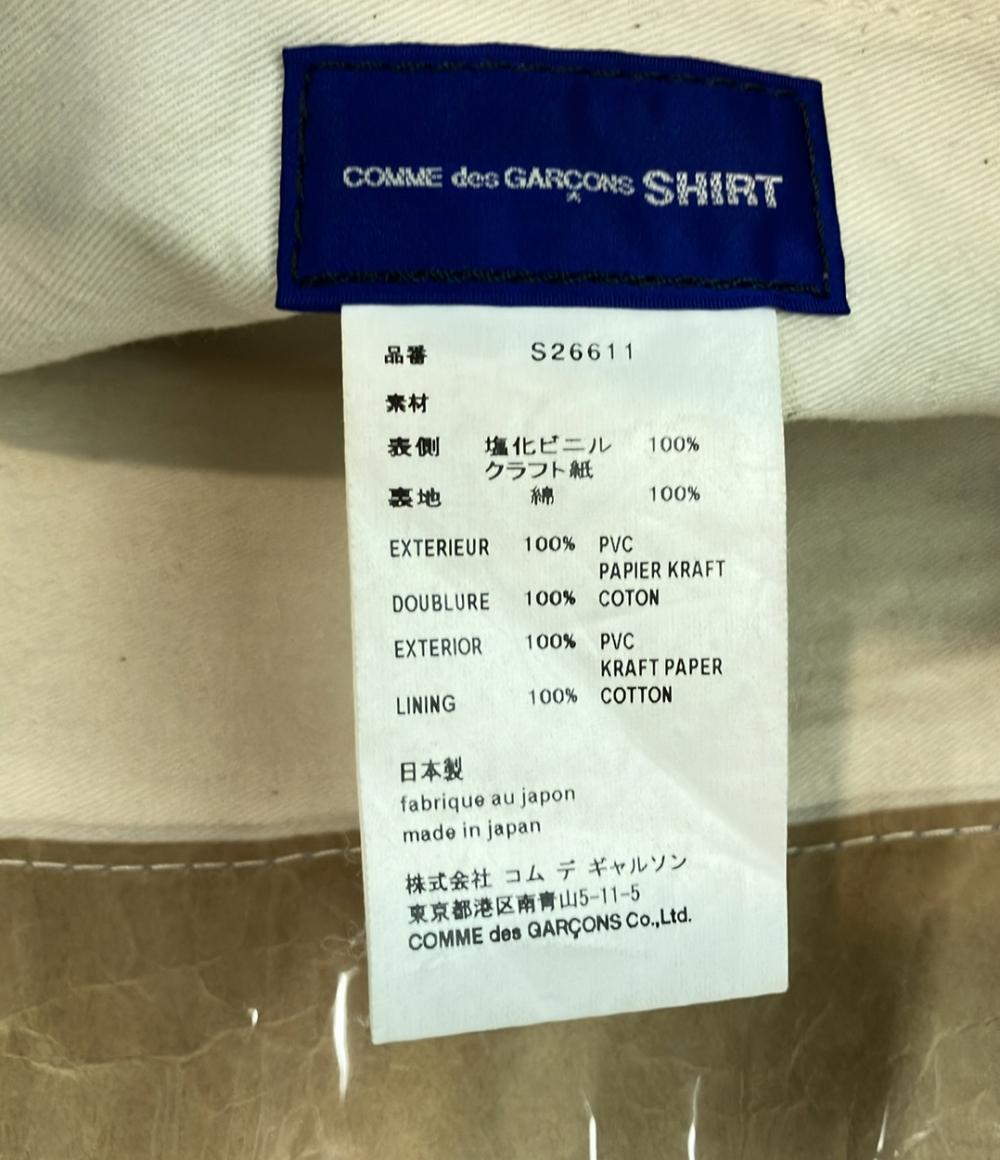 COMME des GARÇONS SHIRT
品番 S26611
素材
表側 塩化ビニル 100%
クラフト紙
裏地 綿 100%
EXTERIEUR 100% PVC
PAPIER KRAFT
DOUBLURE 100% COTON
EXTERIOR 100% PVC
KRAFT PAPER
LINING 100% COTTON
日本製
fabrique au japon
made in japan
株式会社 コム デ ギャルソン
東京都港区南青山5-11-5
COMME des GARÇONS Co.,Ltd.